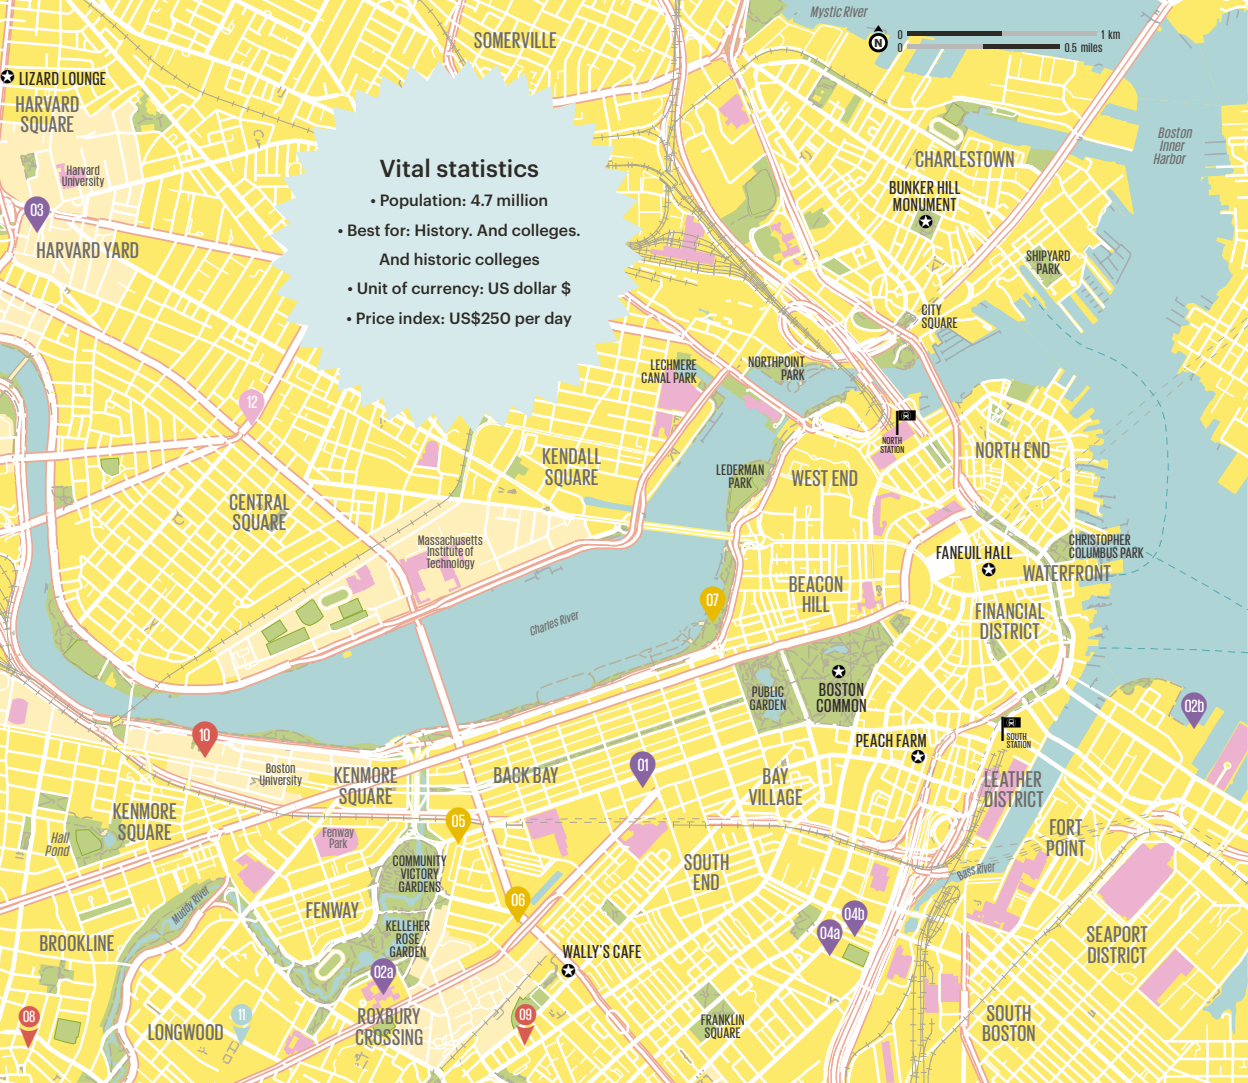 Mystic River
0
1 km
0
0.5 miles
N
SOMERVILLE
LIZARD LOUNGE
HARVARD
SQUARE
Harvard
University
03
HARVARD YARD
Vital statistics
• Population: 4.7 million
• Best for: History. And colleges.
And historic colleges
• Unit of currency: US dollar $
• Price index: US$250 per day
Boston
Inner
Harbor
CHARLESTOWN
BUNKER HILL
MONUMENT
SHIPYARD
PARK
CITY
SQUARE
LECHMERE
CANAL PARK
NORTHPOINT
PARK
12
NORTH
STATION
NORTH END
KENDALL
SQUARE
LEDERMAN
PARK
WEST END
CENTRAL
SQUARE
Massachusetts
Institute of
Technology
FANEUIL HALL
CHRISTOPHER
COLUMBUS PARK
WATERFRONT
BEACON
HILL
07
FINANCIAL
DISTRICT
Charles River
PUBLIC
GARDEN
BOSTON
COMMON
02b
10
PEACH FARM
SOUTH
STATION
Boston
University
KENMORE
SQUARE
BACK BAY
01
BAY
VILLAGE
LEATHER
DISTRICT
KENMORE
SQUARE
Hall
Pond
05
Fenway
Park
FORT
POINT
COMMUNITY
VICTORY
GARDENS
SOUTH
END
Bass River
Muddy River
FENWAY
06
04b
04a
KELLEHER
ROSE
GARDEN
BROOKLINE
WALLY'S CAFE
SEAPORT
DISTRICT
02a
08
LONGWOOD
11
ROXBURY
CROSSING
09
FRANKLIN
SQUARE
SOUTH
BOSTON